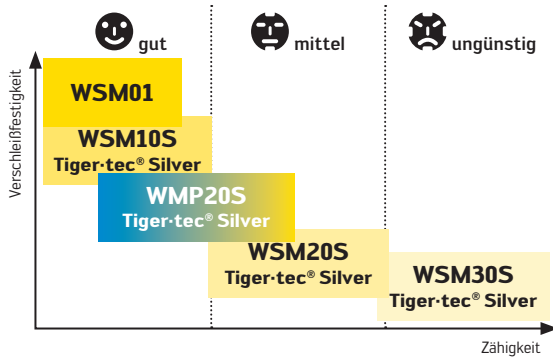 gut
mittel
ungünstig
Verschleißfestigkeit
WSM01
WSM10S
Tiger·tec® Silver
WMP20S
Tiger·tec® Silver
WSM20S
Tiger·tec® Silver
WSM30S
Tiger·tec® Silver
Zähigkeit